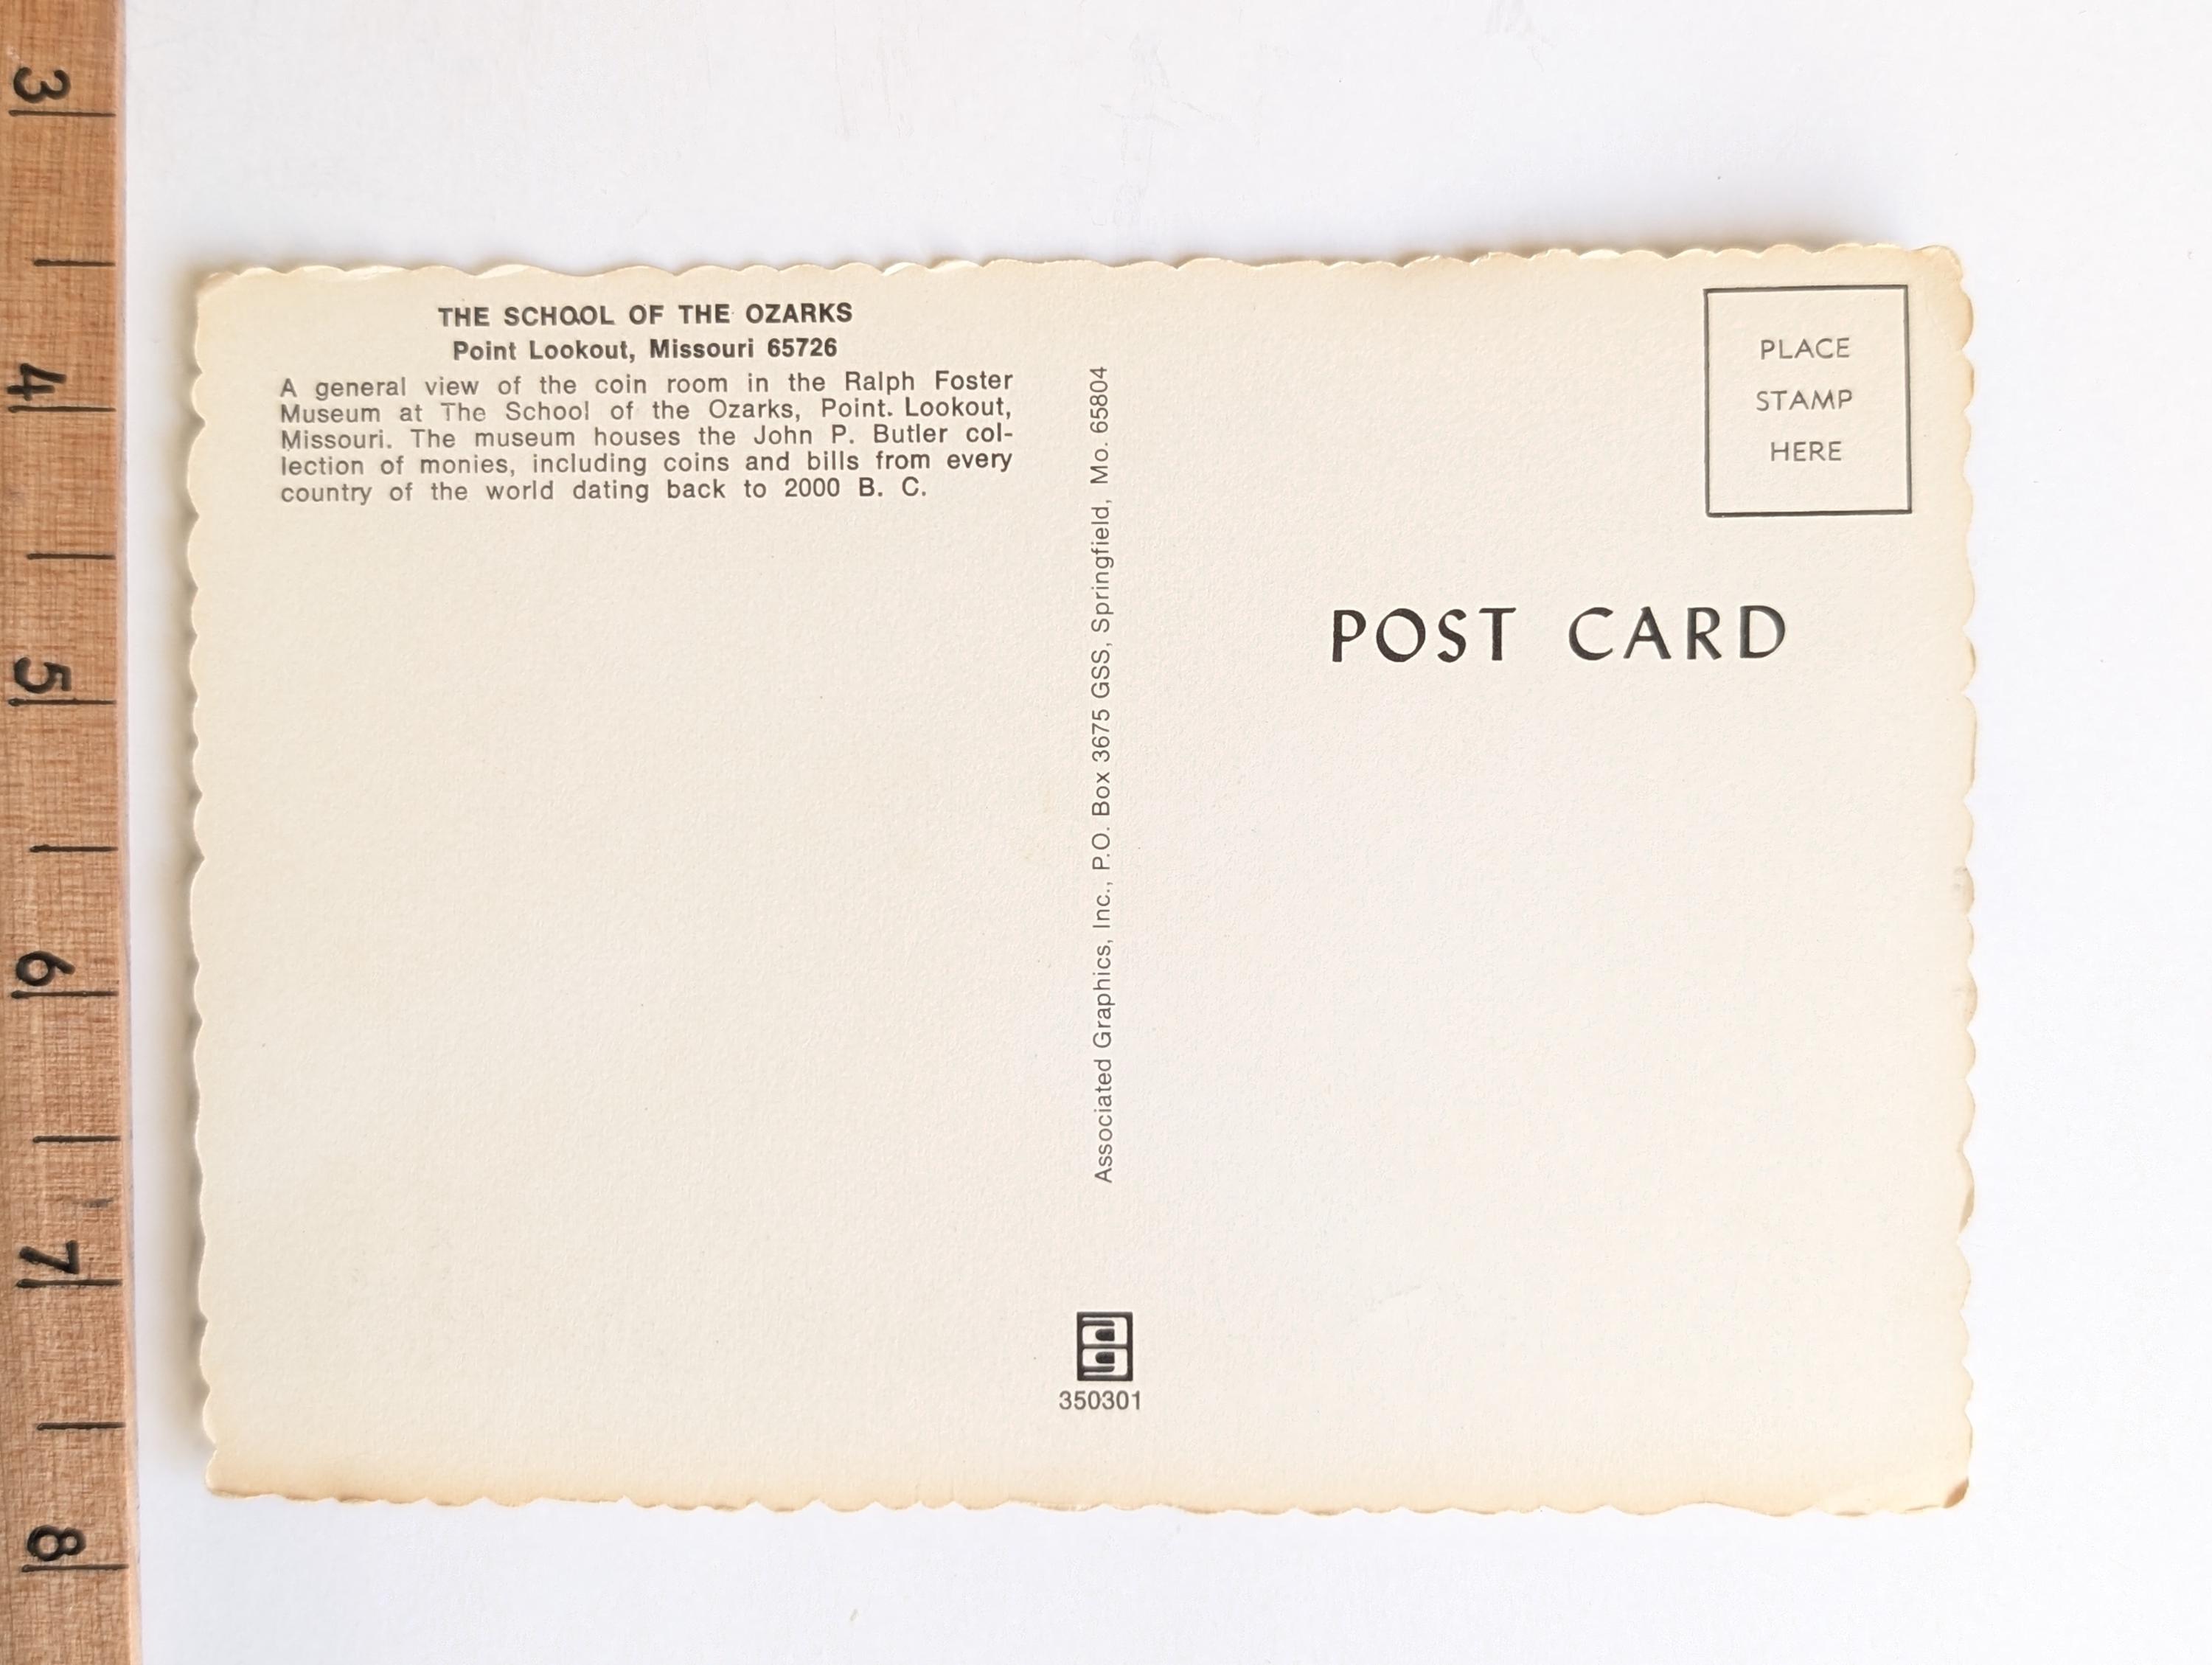 3
4
5
6
7
8
THE SCHOOL OF THE OZARKS
Point Lookout, Missouri 65726
A general view of the coin room in the Ralph Foster
Museum at The School of the Ozarks, Point. Lookout,
Missouri. The museum houses the John P. Butler col-
lection of monies, including coins and bills from every
country of the world dating back to 2000 B. C.
Associated Graphics, Inc., P.O. Box 3675 GSS, Springfield, Mo. 65804
350301
PLACE
STAMP
HERE
POST CARD